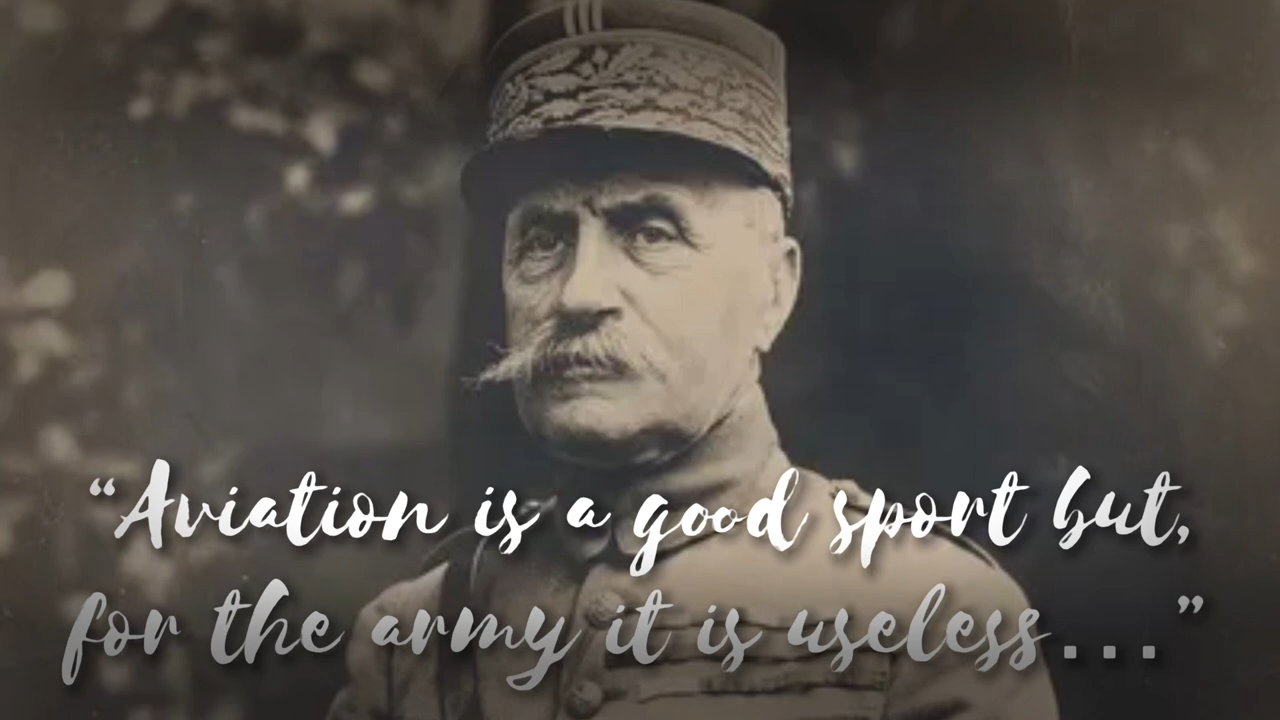 “Aviation is a good sport but,
for the army it is useless . . .”